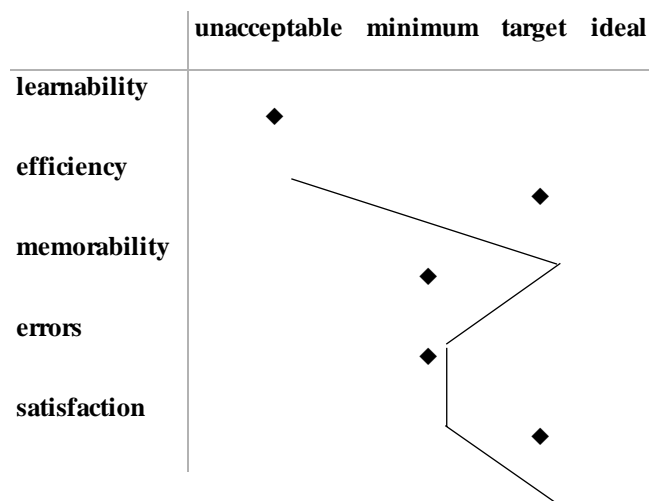 unacceptable minimum target ideal
learnability
efficiency
memorability
errors
satisfaction